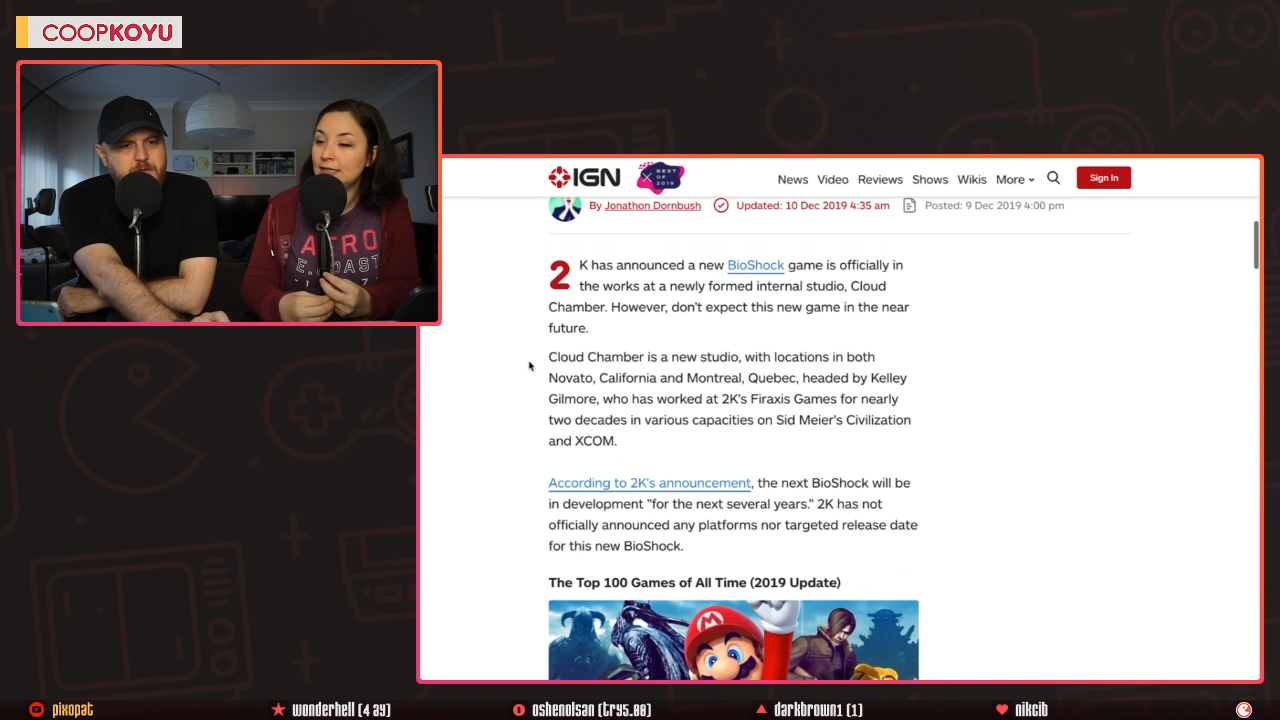 COOPKOYU
IGN
BEST
OF
2019
News Video Reviews Shows Wikis More
Sign In
By Jonathon Dornbush Updated: 10 Dec 2019 4:35 am Posted: 9 Dec 2019 4:00 pm
2K has announced a new BioShock game is officially in
the works at a newly formed internal studio, Cloud
Chamber. However, don't expect this new game in the near
future.
Cloud Chamber is a new studio, with locations in both
Novato, California and Montreal, Quebec, headed by Kelley
Gilmore, who has worked at 2K's Firaxis Games for nearly
two decades in various capacities on Sid Meier's Civilization
and XCOM.
According to 2K's announcement, the next BioShock will be
in development "for the next several years." 2K has not
officially announced any platforms nor targeted release date
for this new BioShock.
The Top 100 Games of All Time (2019 Update)
M
pixopat
wonderhell (4 ay)
oshenolsan (try5.00)
darkbrown1 (1)
nikcib